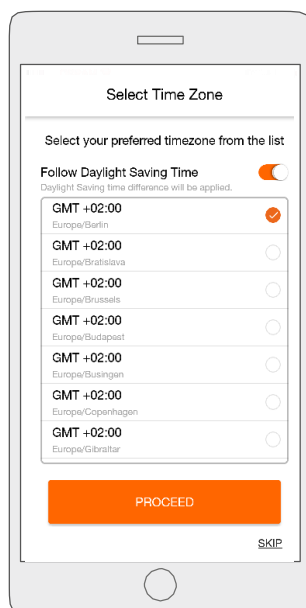 Select Time Zone
Select your preferred timezone from the list
Follow Daylight Saving Time
Daylight Saving time difference will be applied.
GMT +02:00
Europe/Berlin
GMT +02:00
Europe/Bratislava
GMT +02:00
Europe/Brussels
GMT +02:00
Europe/Budapest
GMT +02:00
Europe/Busingen
GMT +02:00
Europe/Copenhagen
GMT +02:00
Europe/Gibraltar
PROCEED
SKIP